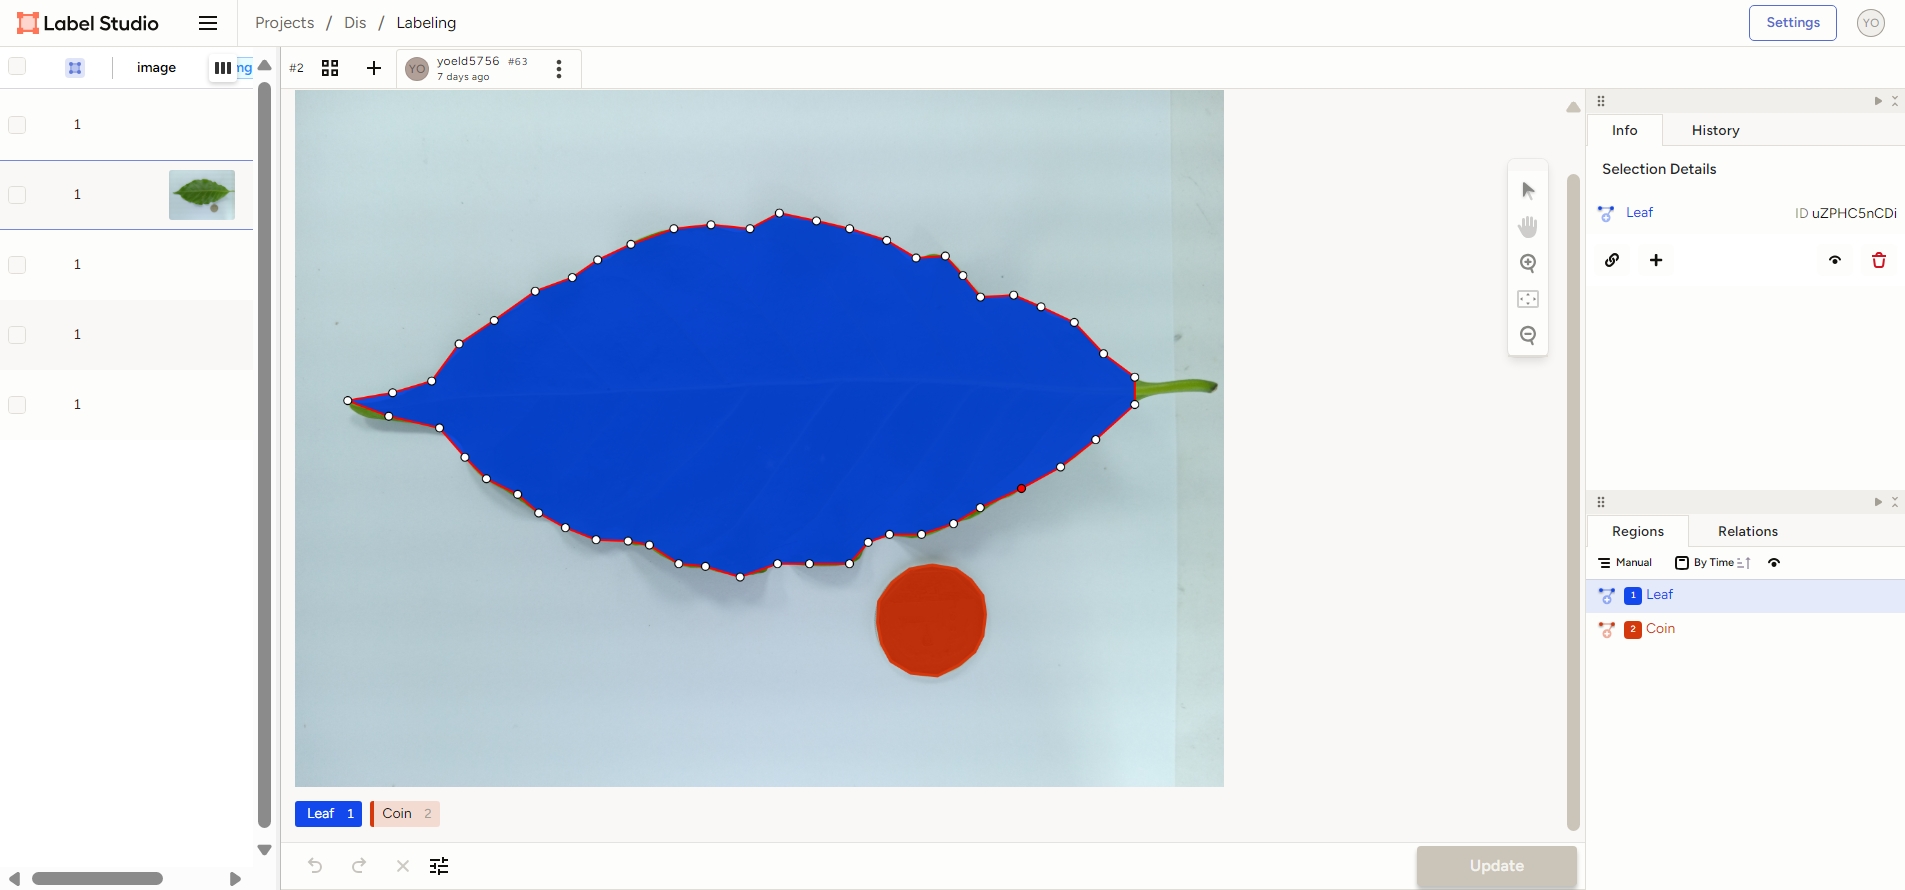 Label Studio
Projects / Dis / Labeling
Settings
YO
image
ng
#2
YO
yoeld5756 #63
7 days ago
1
1
1
1
1
Info
History
Selection Details
Leaf
ID uZPHC5nCDi
Regions
Relations
Manual
By Time
1 Leaf
2 Coin
Leaf 1
Coin 2
Update